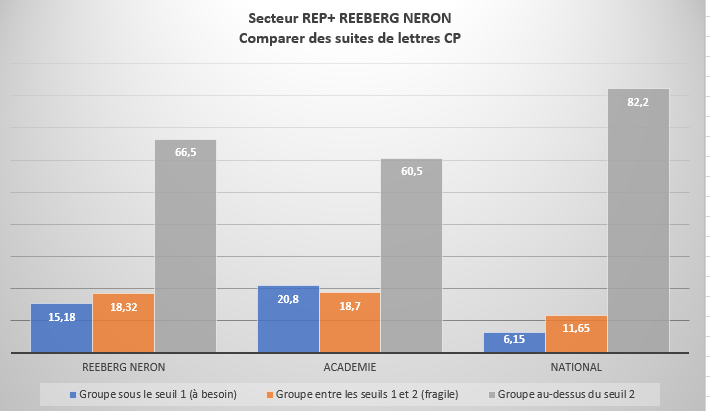 Secteur REP+ REEBERG NERON
Comparer des suites de lettres CP
66,5
60,5
82,2
15,18
18,32
20,8
18,7
6,15
11,65
REEBERG NERON
ACADEMIE
NATIONAL
Groupe sous le seuil 1 (à besoin)
Groupe entre les seuils 1 et 2 (fragile)
Groupe au-dessus du seuil 2